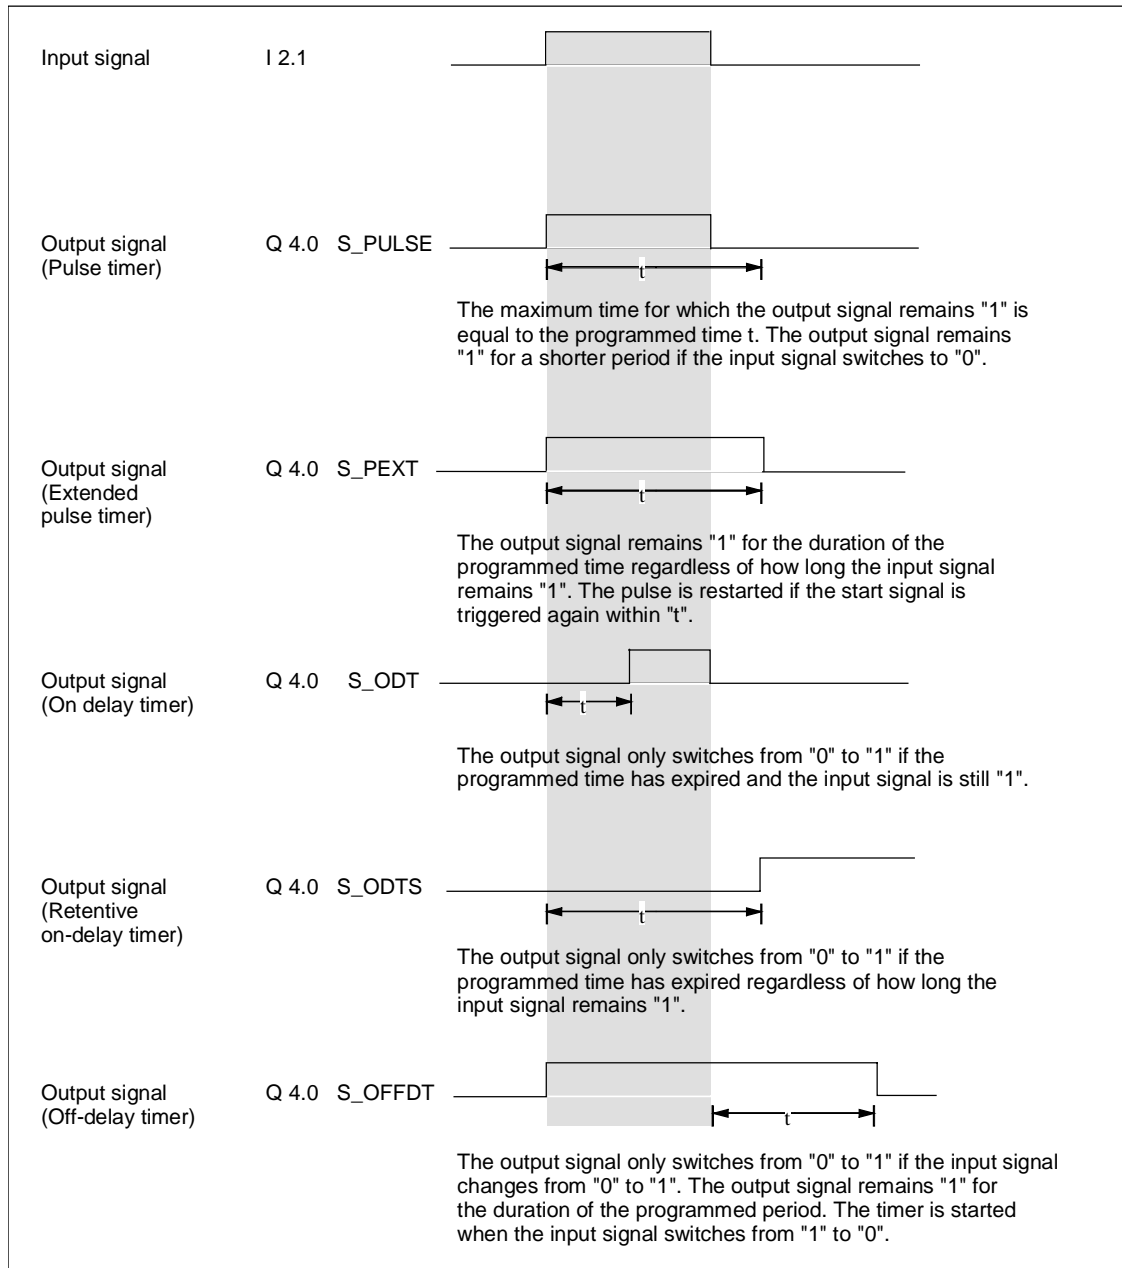 Input signal I 2.1
Output signal Q 4.0 S_PULSE
(Pulse timer)
t
The maximum time for which the output signal remains "1" is
equal to the programmed time t. The output signal remains
"1" for a shorter period if the input signal switches to "0".
Output signal Q 4.0 S_PEXT
(Extended
pulse timer)
t
The output signal remains "1" for the duration of the
programmed time regardless of how long the input signal
remains "1". The pulse is restarted if the start signal is
triggered again within "t".
Output signal Q 4.0 S_ODT
(On delay timer)
t
The output signal only switches from "0" to "1" if the
programmed time has expired and the input signal is still "1".
Output signal Q 4.0 S_ODTS
(Retentive
on-delay timer)
t
The output signal only switches from "0" to "1" if the
programmed time has expired regardless of how long the
input signal remains "1".
Output signal Q 4.0 S_OFFDT
(Off-delay timer)
t
The output signal only switches from "0" to "1" if the input signal
changes from "0" to "1". The output signal remains "1" for
the duration of the programmed period. The timer is started
when the input signal switches from "1" to "0".